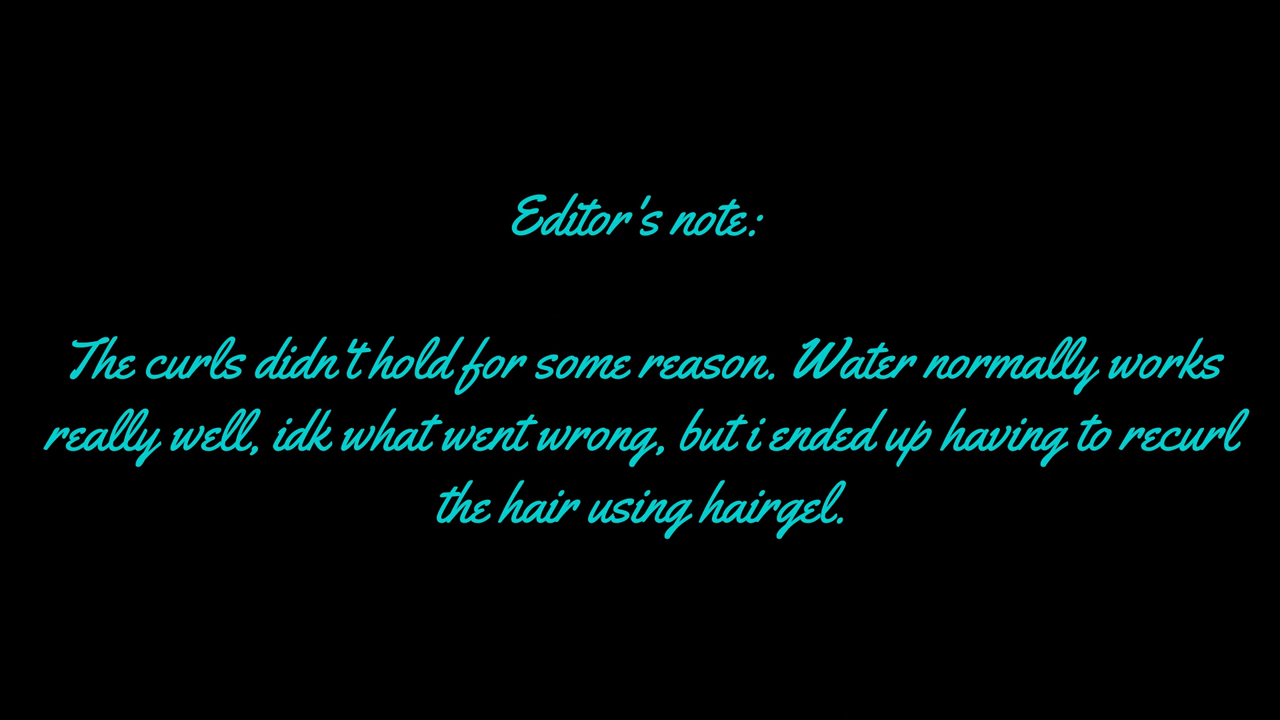 Editor's note:
The curls didn't hold for some reason. Water normally works
really well, idk what went wrong, but i ended up having to recurl
the hair using hairgel.